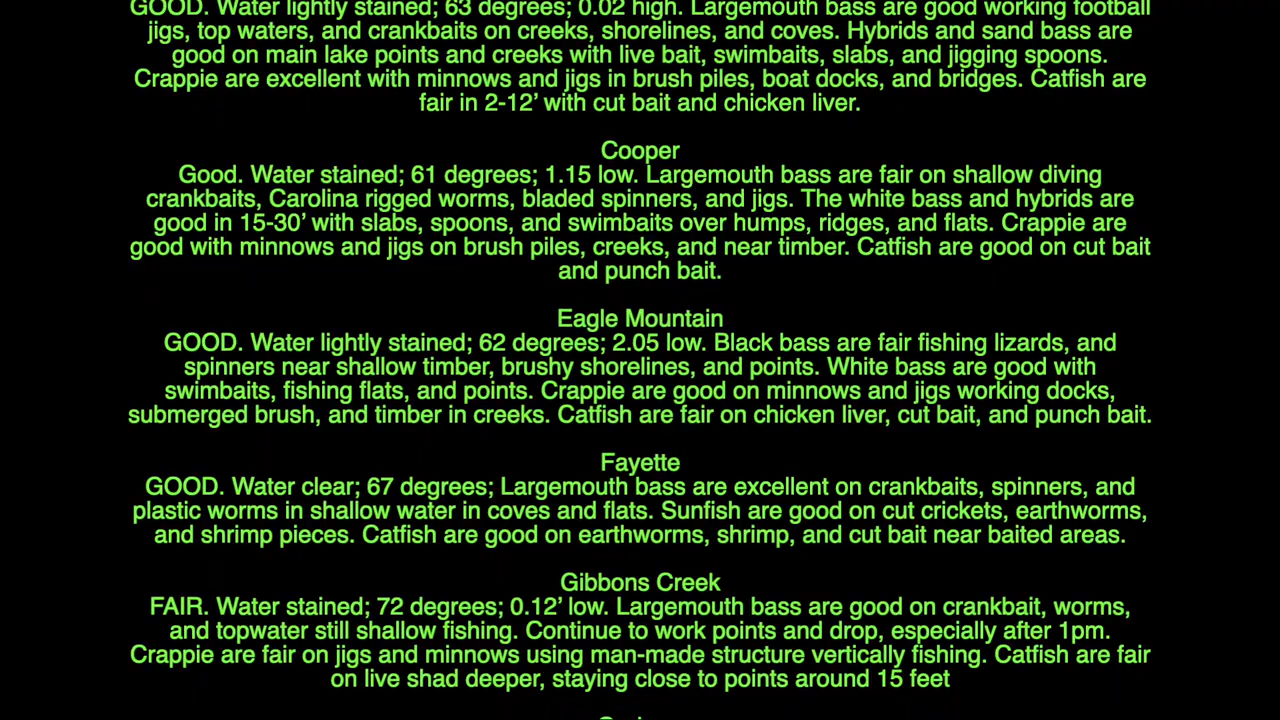 GOOD. Water lightly stained; 63 degrees; 0.02 high. Largemouth bass are good working football
jigs, top waters, and crankbaits on creeks, shorelines, and coves. Hybrids and sand bass are
good on main lake points and creeks with live bait, swimbaits, slabs, and jigging spoons.
Crappie are excellent with minnows and jigs in brush piles, boat docks, and bridges. Catfish are
fair in 2-12’ with cut bait and chicken liver.
Cooper
Good. Water stained; 61 degrees; 1.15 low. Largemouth bass are fair on shallow diving
crankbaits, Carolina rigged worms, bladed spinners, and jigs. The white bass and hybrids are
good in 15-30’ with slabs, spoons, and swimbaits over humps, ridges, and flats. Crappie are
good with minnows and jigs on brush piles, creeks, and near timber. Catfish are good on cut bait
and punch bait.
Eagle Mountain
GOOD. Water lightly stained; 62 degrees; 2.05 low. Black bass are fair fishing lizards, and
spinners near shallow timber, brushy shorelines, and points. White bass are good with
swimbaits, fishing flats, and points. Crappie are good on minnows and jigs working docks,
submerged brush, and timber in creeks. Catfish are fair on chicken liver, cut bait, and punch bait.
Fayette
GOOD. Water clear; 67 degrees; Largemouth bass are excellent on crankbaits, spinners, and
plastic worms in shallow water in coves and flats. Sunfish are good on cut crickets, earthworms,
and shrimp pieces. Catfish are good on earthworms, shrimp, and cut bait near baited areas.
Gibbons Creek
FAIR. Water stained; 72 degrees; 0.12’ low. Largemouth bass are good on crankbait, worms,
and topwater still shallow fishing. Continue to work points and drop, especially after 1pm.
Crappie are fair on jigs and minnows using man-made structure vertically fishing. Catfish are fair
on live shad deeper, staying close to points around 15 feet